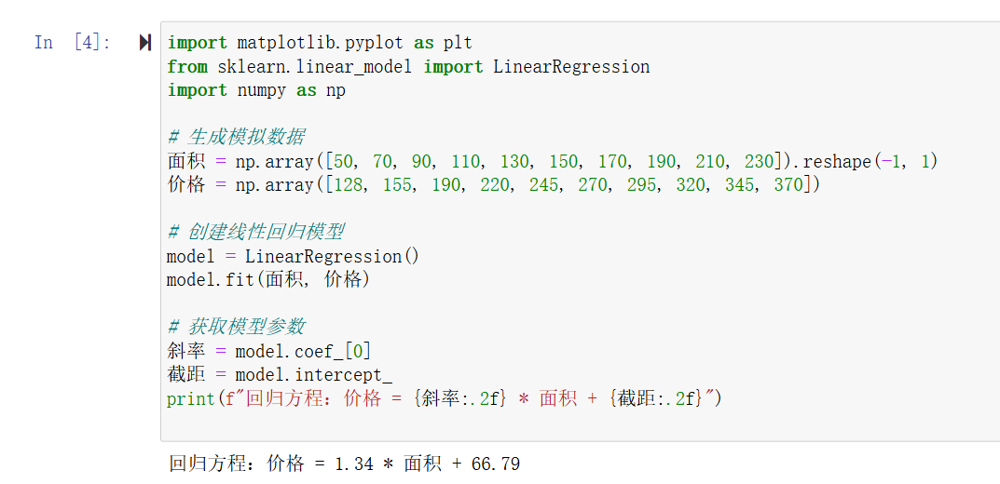 In [4]:
import matplotlib.pyplot as plt
from sklearn.linear_model import LinearRegression
import numpy as np
# 生成模拟数据
面积 = np.array([50, 70, 90, 110, 130, 150, 170, 190, 210, 230]).reshape(-1, 1)
价格 = np.array([128, 155, 190, 220, 245, 270, 295, 320, 345, 370])
# 创建线性回归模型
model = LinearRegression()
model.fit(面积, 价格)
# 获取模型参数
斜率 = model.coef_[0]
截距 = model.intercept_
print(f"回归方程：价格 = {斜率:.2f} * 面积 + {截距:.2f}")
回归方程：价格 = 1.34 * 面积 + 66.79